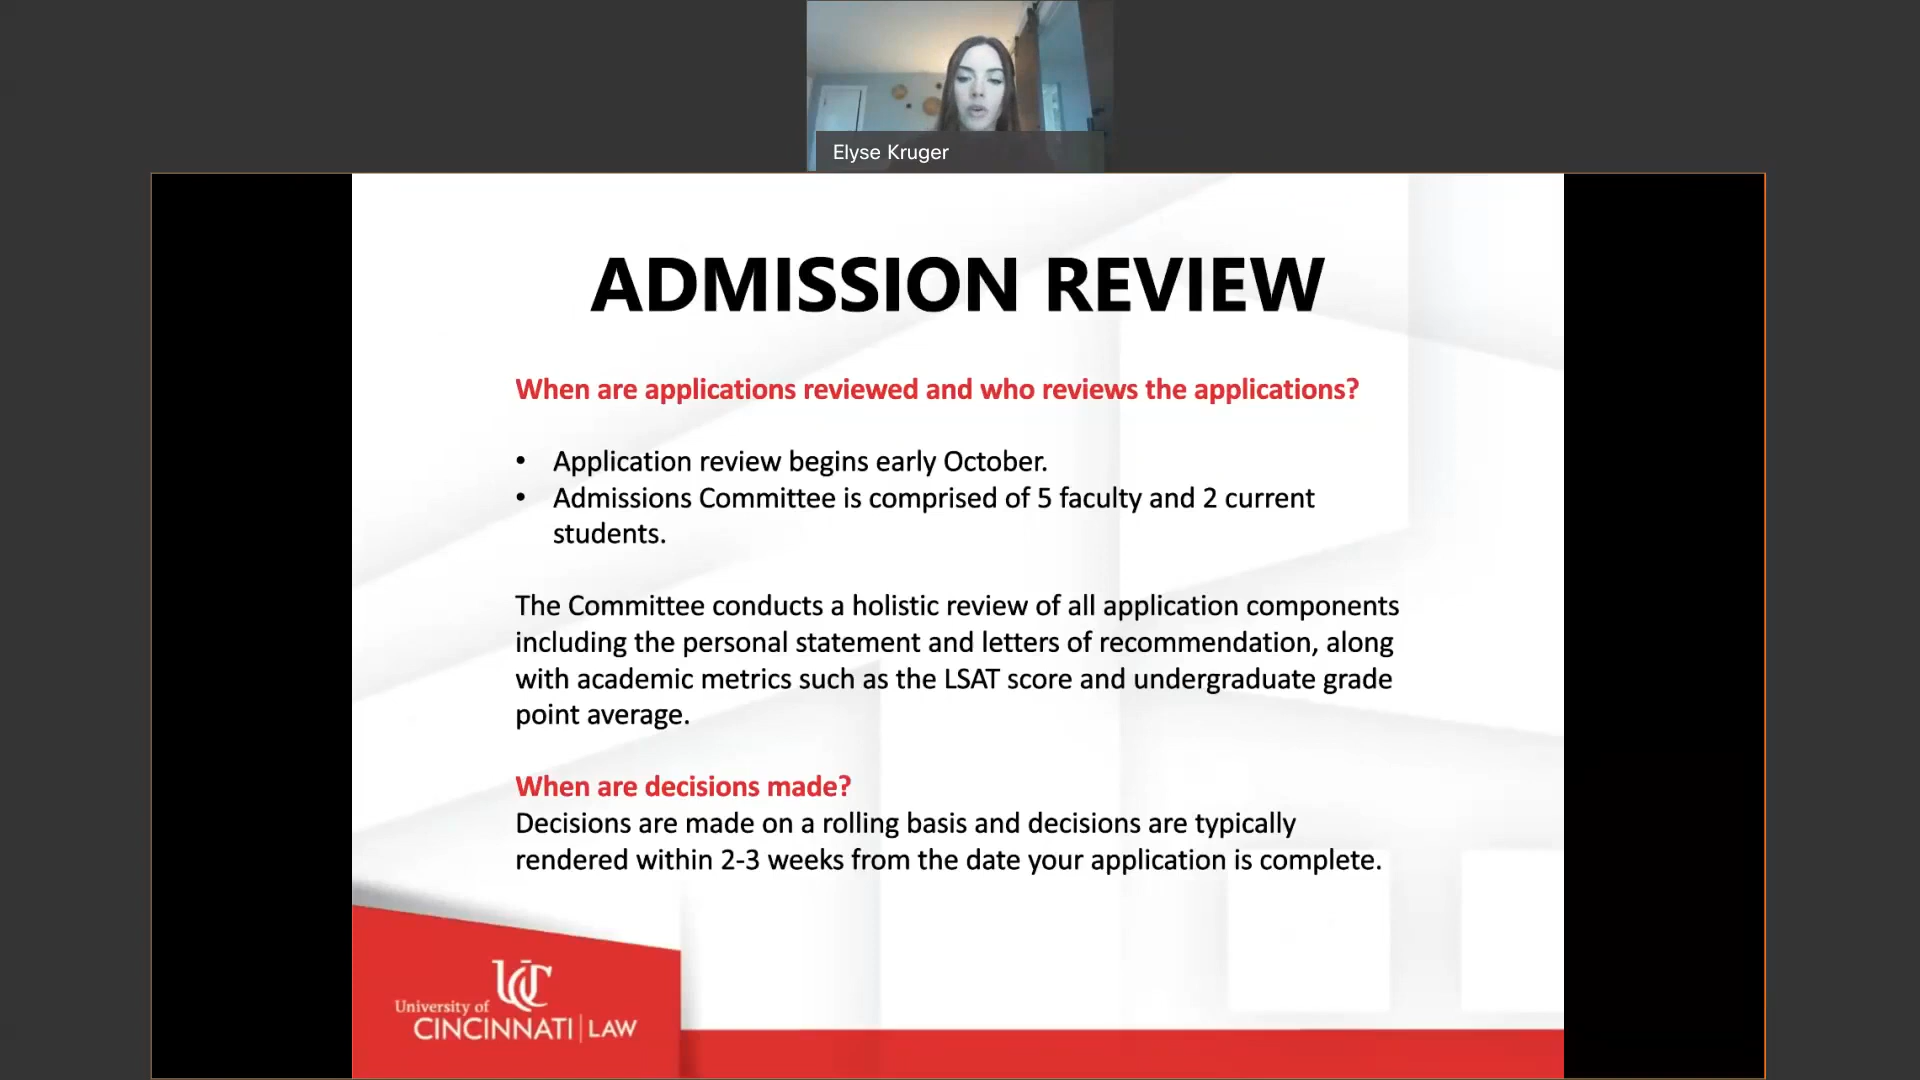 Elyse Kruger
ADMISSION REVIEW
When are applications reviewed and who reviews the applications?
• Application review begins early October.
• Admissions Committee is comprised of 5 faculty and 2 current
students.
The Committee conducts a holistic review of all application components
including the personal statement and letters of recommendation, along
with academic metrics such as the LSAT score and undergraduate grade
point average.
When are decisions made?
Decisions are made on a rolling basis and decisions are typically
rendered within 2-3 weeks from the date your application is complete.
UC
University of
CINCINNATI | LAW